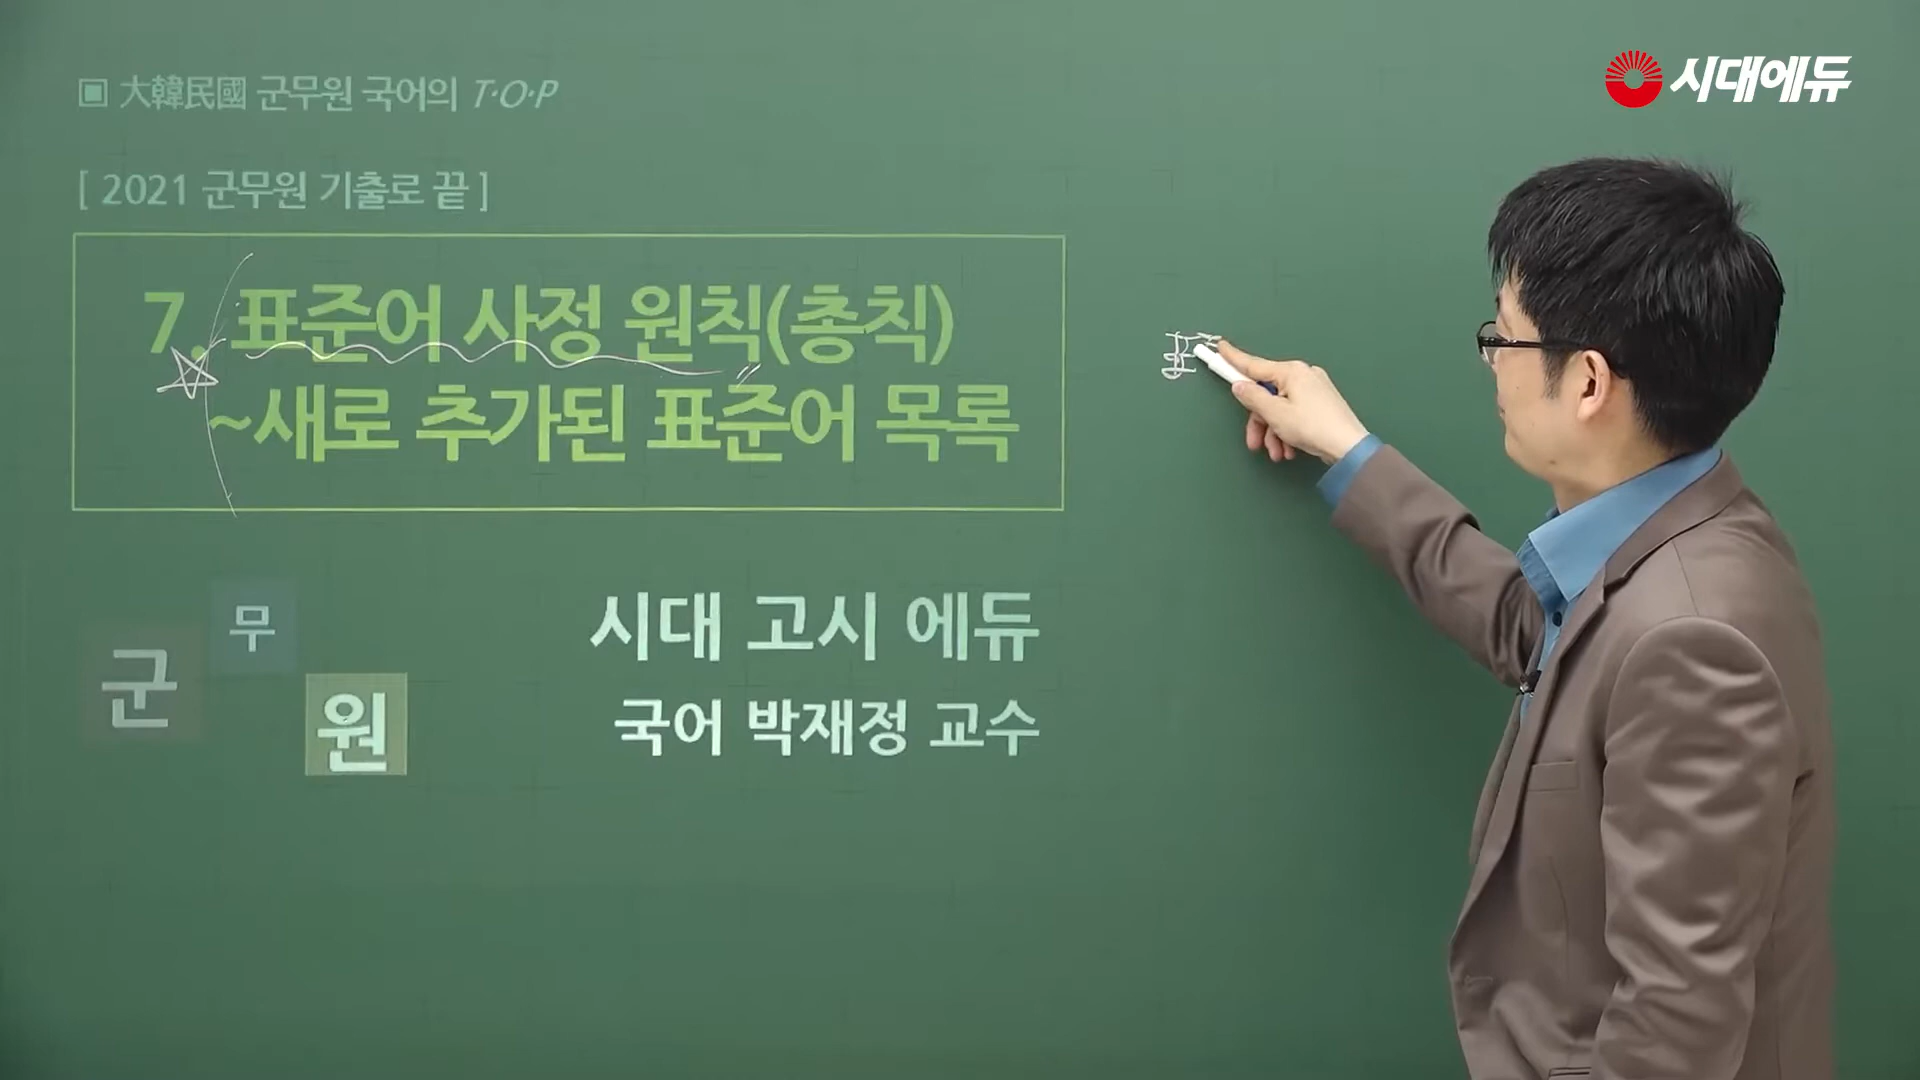 ▣ 大韓民國 군무원 국어의 T·O·P
시대에듀
[ 2021 군무원 기출로 끝 ]
7. 표준어 사정 원칙(총칙)
~새로 추가된 표준어 목록
군무원
시대 고시 에듀
국어 박재정 교수